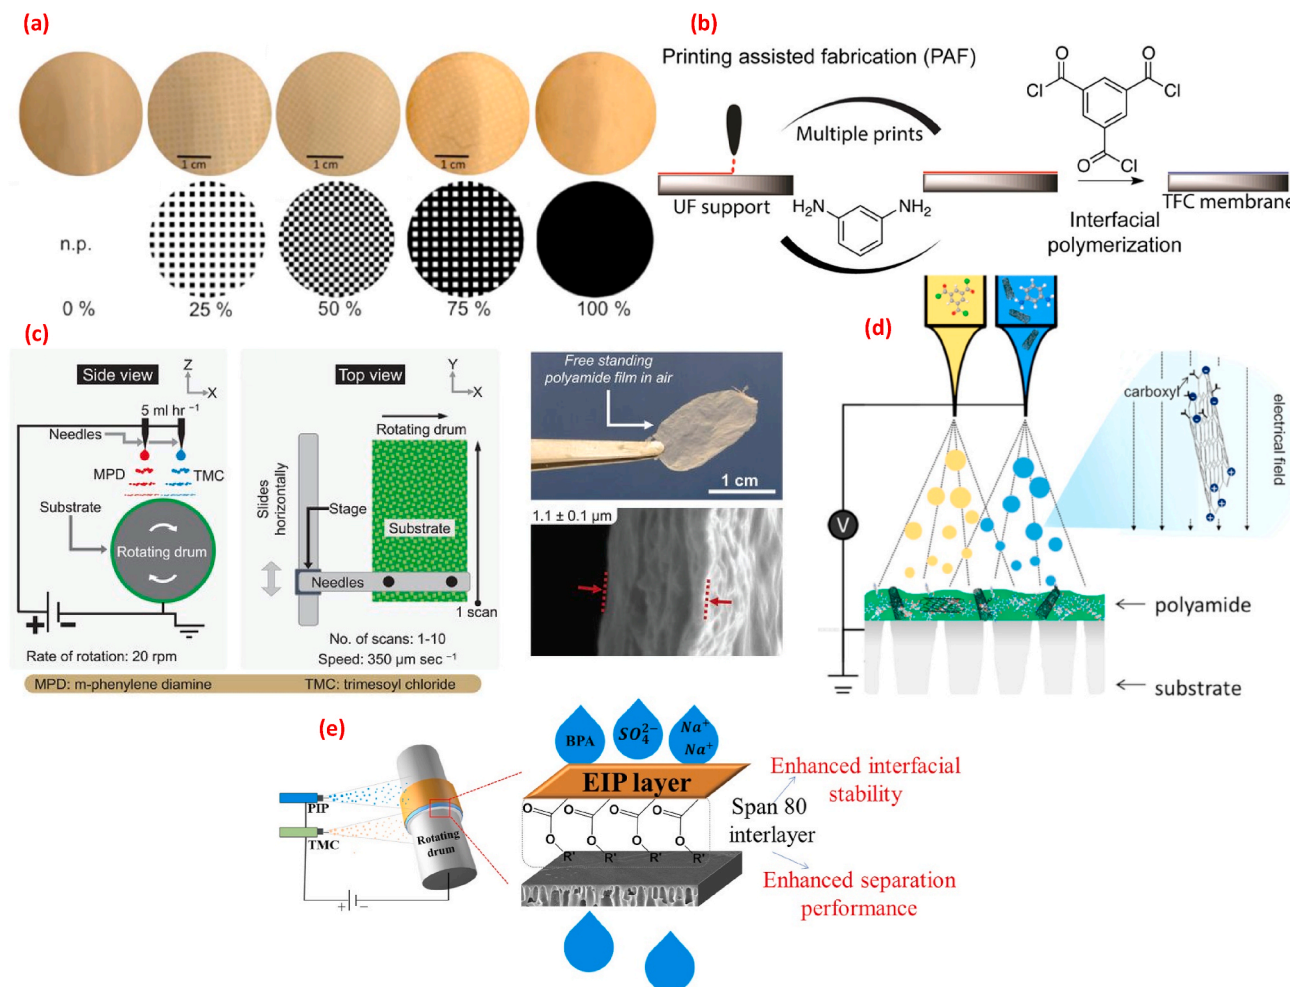 (a)
1 cm
1 cm
1 cm
n.p.
0 %
25 %
50 %
75 %
100 %
(b)
Printing assisted fabrication (PAF)
Multiple prints
UF support
H₂N
NH₂
O
Cl
O
Cl
O
Cl
Interfacial
polymerization
TFC membrane
(c)
Side view
Z
X
5 ml hr ⁻¹
Needles
MPD
TMC
Substrate
Rotating drum
+
−
Rate of rotation: 20 rpm
Top view
Y
X
Rotating drum
Slides
horizontally
Stage
Substrate
Needles
1 scan
No. of scans: 1-10
Speed: 350 µm sec ⁻¹
MPD: m-phenylene diamine
TMC: trimesoyl chloride
Free standing
polyamide film in air
1 cm
1.1 ± 0.1 µm
(d)
carboxyl
electrical field
V
polyamide
substrate
(e)
PIP
TMC
Rotating
drum
+
−
BPA
SO₄²⁻
Na⁺
Na⁺
EIP layer
O
O
O
O
O
O
O
O
R'
R'
R'
R'
Span 80
interlayer
Enhanced interfacial
stability
Enhanced separation
performance